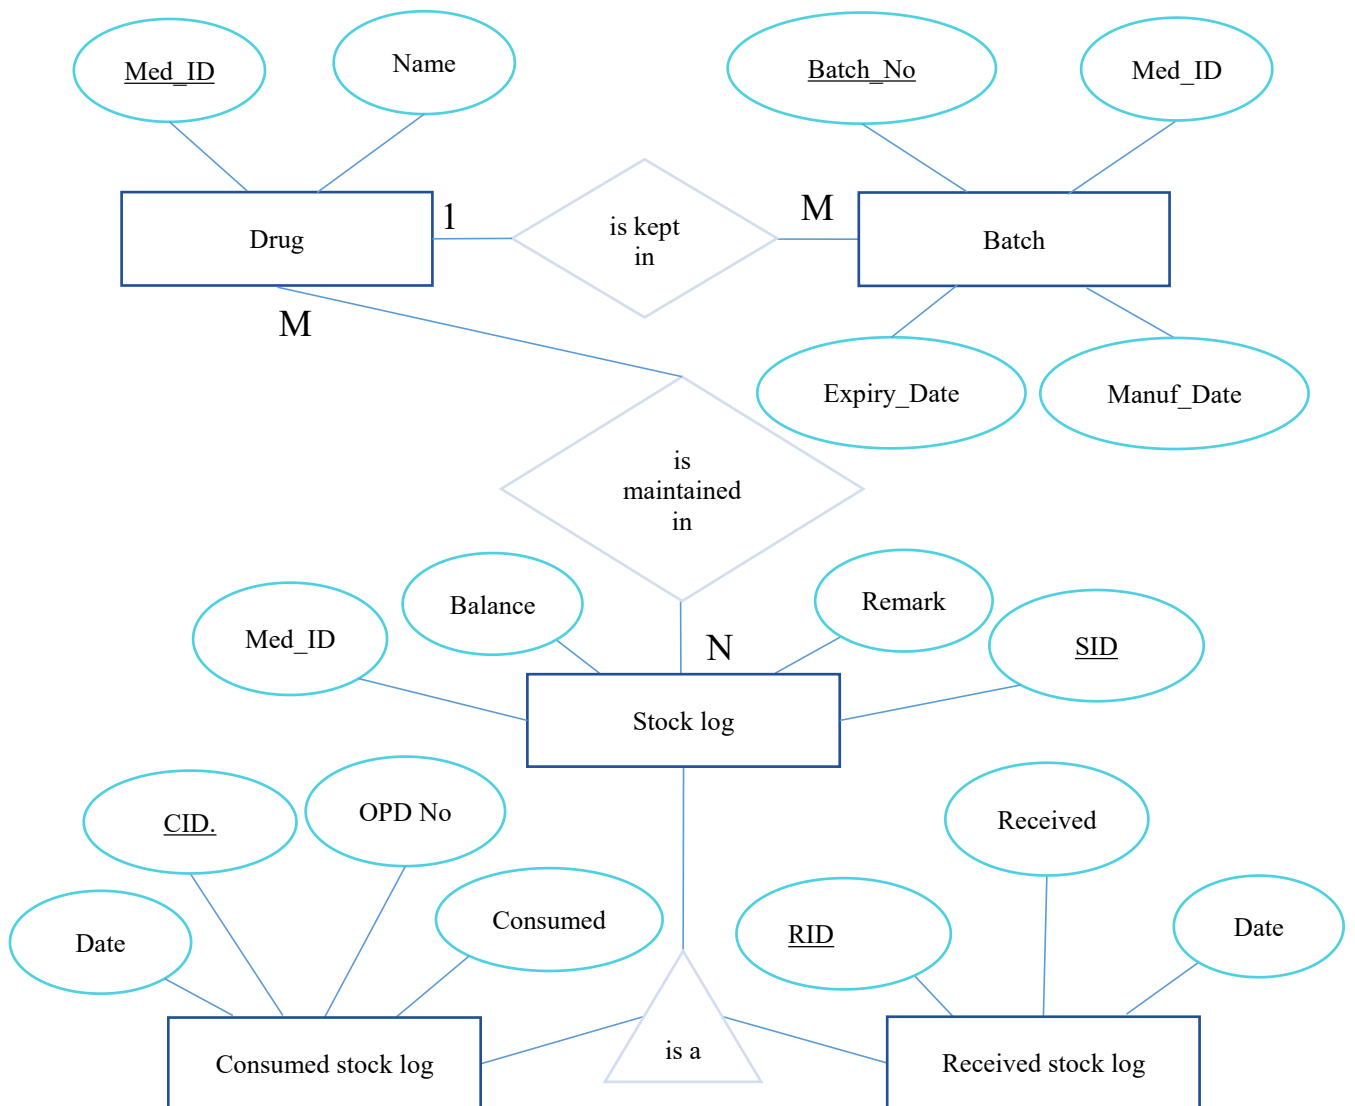 Med_ID
Name
Batch_No
Med_ID
Drug
1
is kept
in
M
Batch
M
Expiry_Date
Manuf_Date
is
maintained
in
Med_ID
Balance
Remark
SID
N
Stock log
CID.
OPD No
Received
Date
Consumed
RID
Date
Consumed stock log
is a
Received stock log